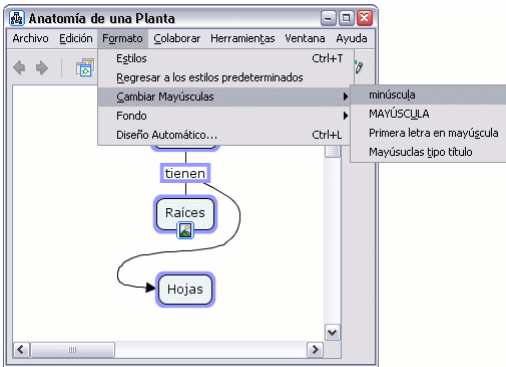 Anatomía de una Planta
Archivo Edición Formato Colaborar Herramientas Ventana Ayuda
Estilos Ctrl+T
Regresar a los estilos predeterminados
Cambiar Mayúsculas
Fondo
Diseño Automático... Ctrl+L
minúscula
MAYÚSCULA
Primera letra en mayúscula
Mayúsuclas tipo título
tienen
Raíces
Hojas